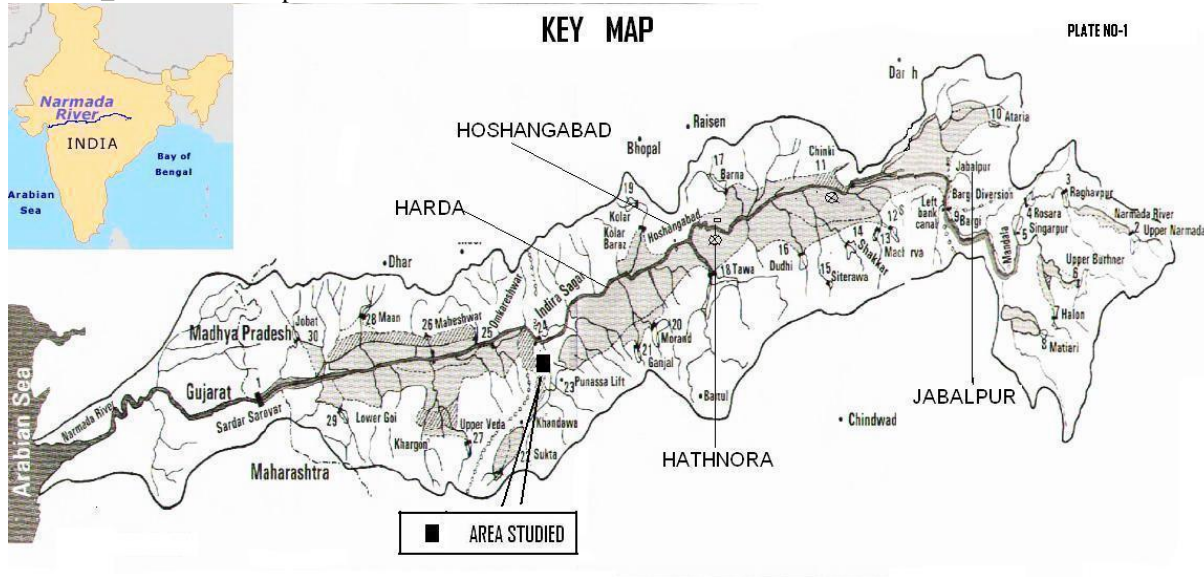 KEY MAP
PLATE NO-1
Narmada
River
INDIA
Bay of
Bengal
Arabian
Sea
HOSHANGABAD
HARDA
Raisen
Bhopal
17
Barna
Chinki
11
10
Ataria
Jabalpur
Bargi Diversion
Left
bank
canal
9
Bargi
3
Raghavpur
4
Rosara
Singarpur
5
Narmada River
2
Upper Narmada
Mandala
Upper Burhner
6
Halon
8
Matiari
19
Kolar
Kolar
Baraz
Hoshangabad
12
13
14
Shakkar
16
Dudhi
15
Siterawa
18 Tawa
Dhar
Indira Sagar
24
Omkareshwar
25
26 Maheshwar
28 Maan
Jobat
30
Madhya Pradesh
20
Morand
21
Ganjal
23
Punassa Lift
Khandawa
Sukta
Upper Veda
27
Khargon
29
Lower Goi
Gujarat
1
Sardar Sarovar
Narmada River
Arabian Sea
Maharashtra
Chindwad
JABALPUR
HATHNORA
AREA STUDIED